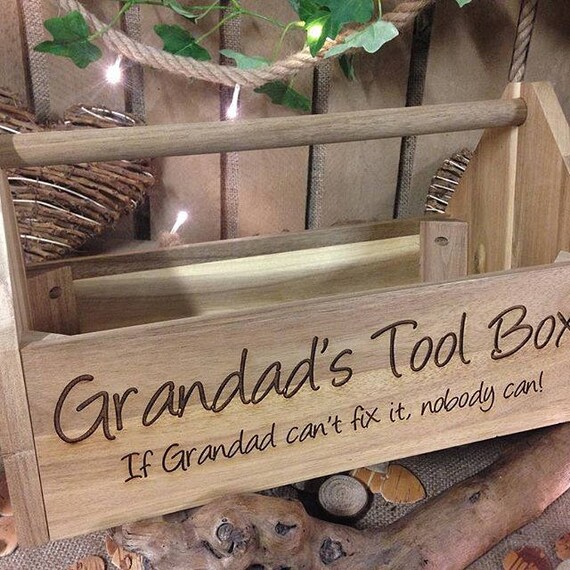 Grandad's Tool Box
If Grandad can't fix it, nobody can!